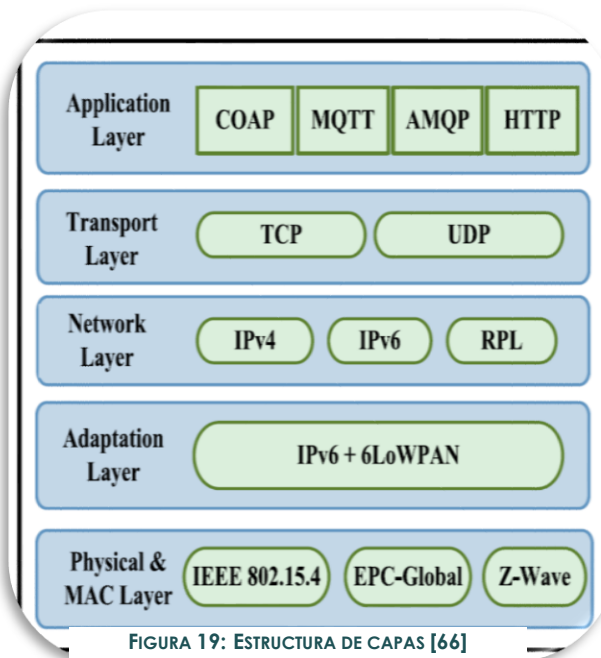 Application
Layer
COAP MQTT AMQP HTTP
Transport
Layer
TCP UDP
Network
Layer
IPv4 IPv6 RPL
Adaptation
Layer
IPv6 + 6LoWPAN
Physical &
MAC Layer
IEEE 802.15.4 EPC-Global Z-Wave
FIGURA 19: ESTRUCTURA DE CAPAS [66]